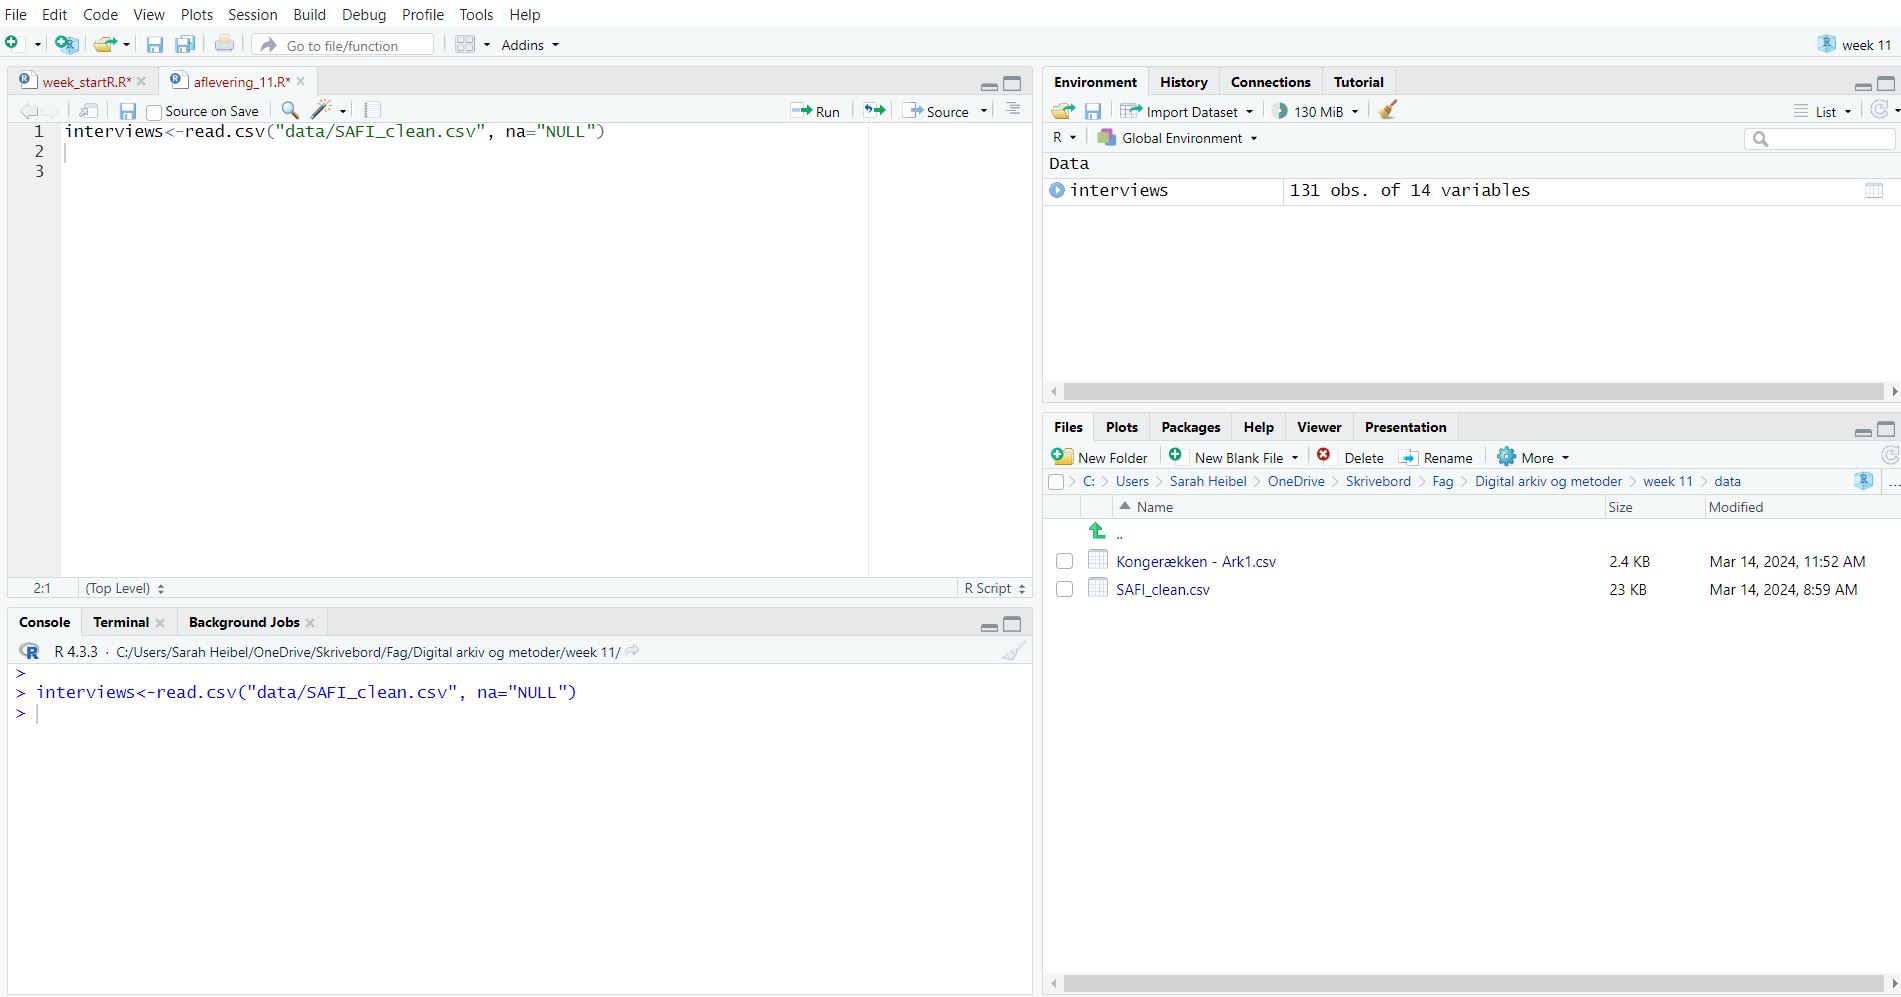 File Edit Code View Plots Session Build Debug Profile Tools Help
Go to file/function Addins week 11
week_startR.R* aflevering_11.R*
Source on Save Run Source
1 interviews<-read.csv("data/SAFI_clean.csv", na="NULL")
2
3
2:1 (Top Level) R Script
Console Terminal Background Jobs
R 4.3.3 · C:/Users/Sarah Heibel/OneDrive/Skrivebord/Fag/Digital arkiv og metoder/week 11/
>
> interviews<-read.csv("data/SAFI_clean.csv", na="NULL")
>
Environment History Connections Tutorial
Import Dataset 130 MiB List
R Global Environment
Data
interviews 131 obs. of 14 variables
Files Plots Packages Help Viewer Presentation
New Folder New Blank File Delete Rename More
C: Users Sarah Heibel OneDrive Skrivebord Fag Digital arkiv og metoder week 11 data ...
Name Size Modified
..
Kongerækken - Ark1.csv 2.4 KB Mar 14, 2024, 11:52 AM
SAFI_clean.csv 23 KB Mar 14, 2024, 8:59 AM